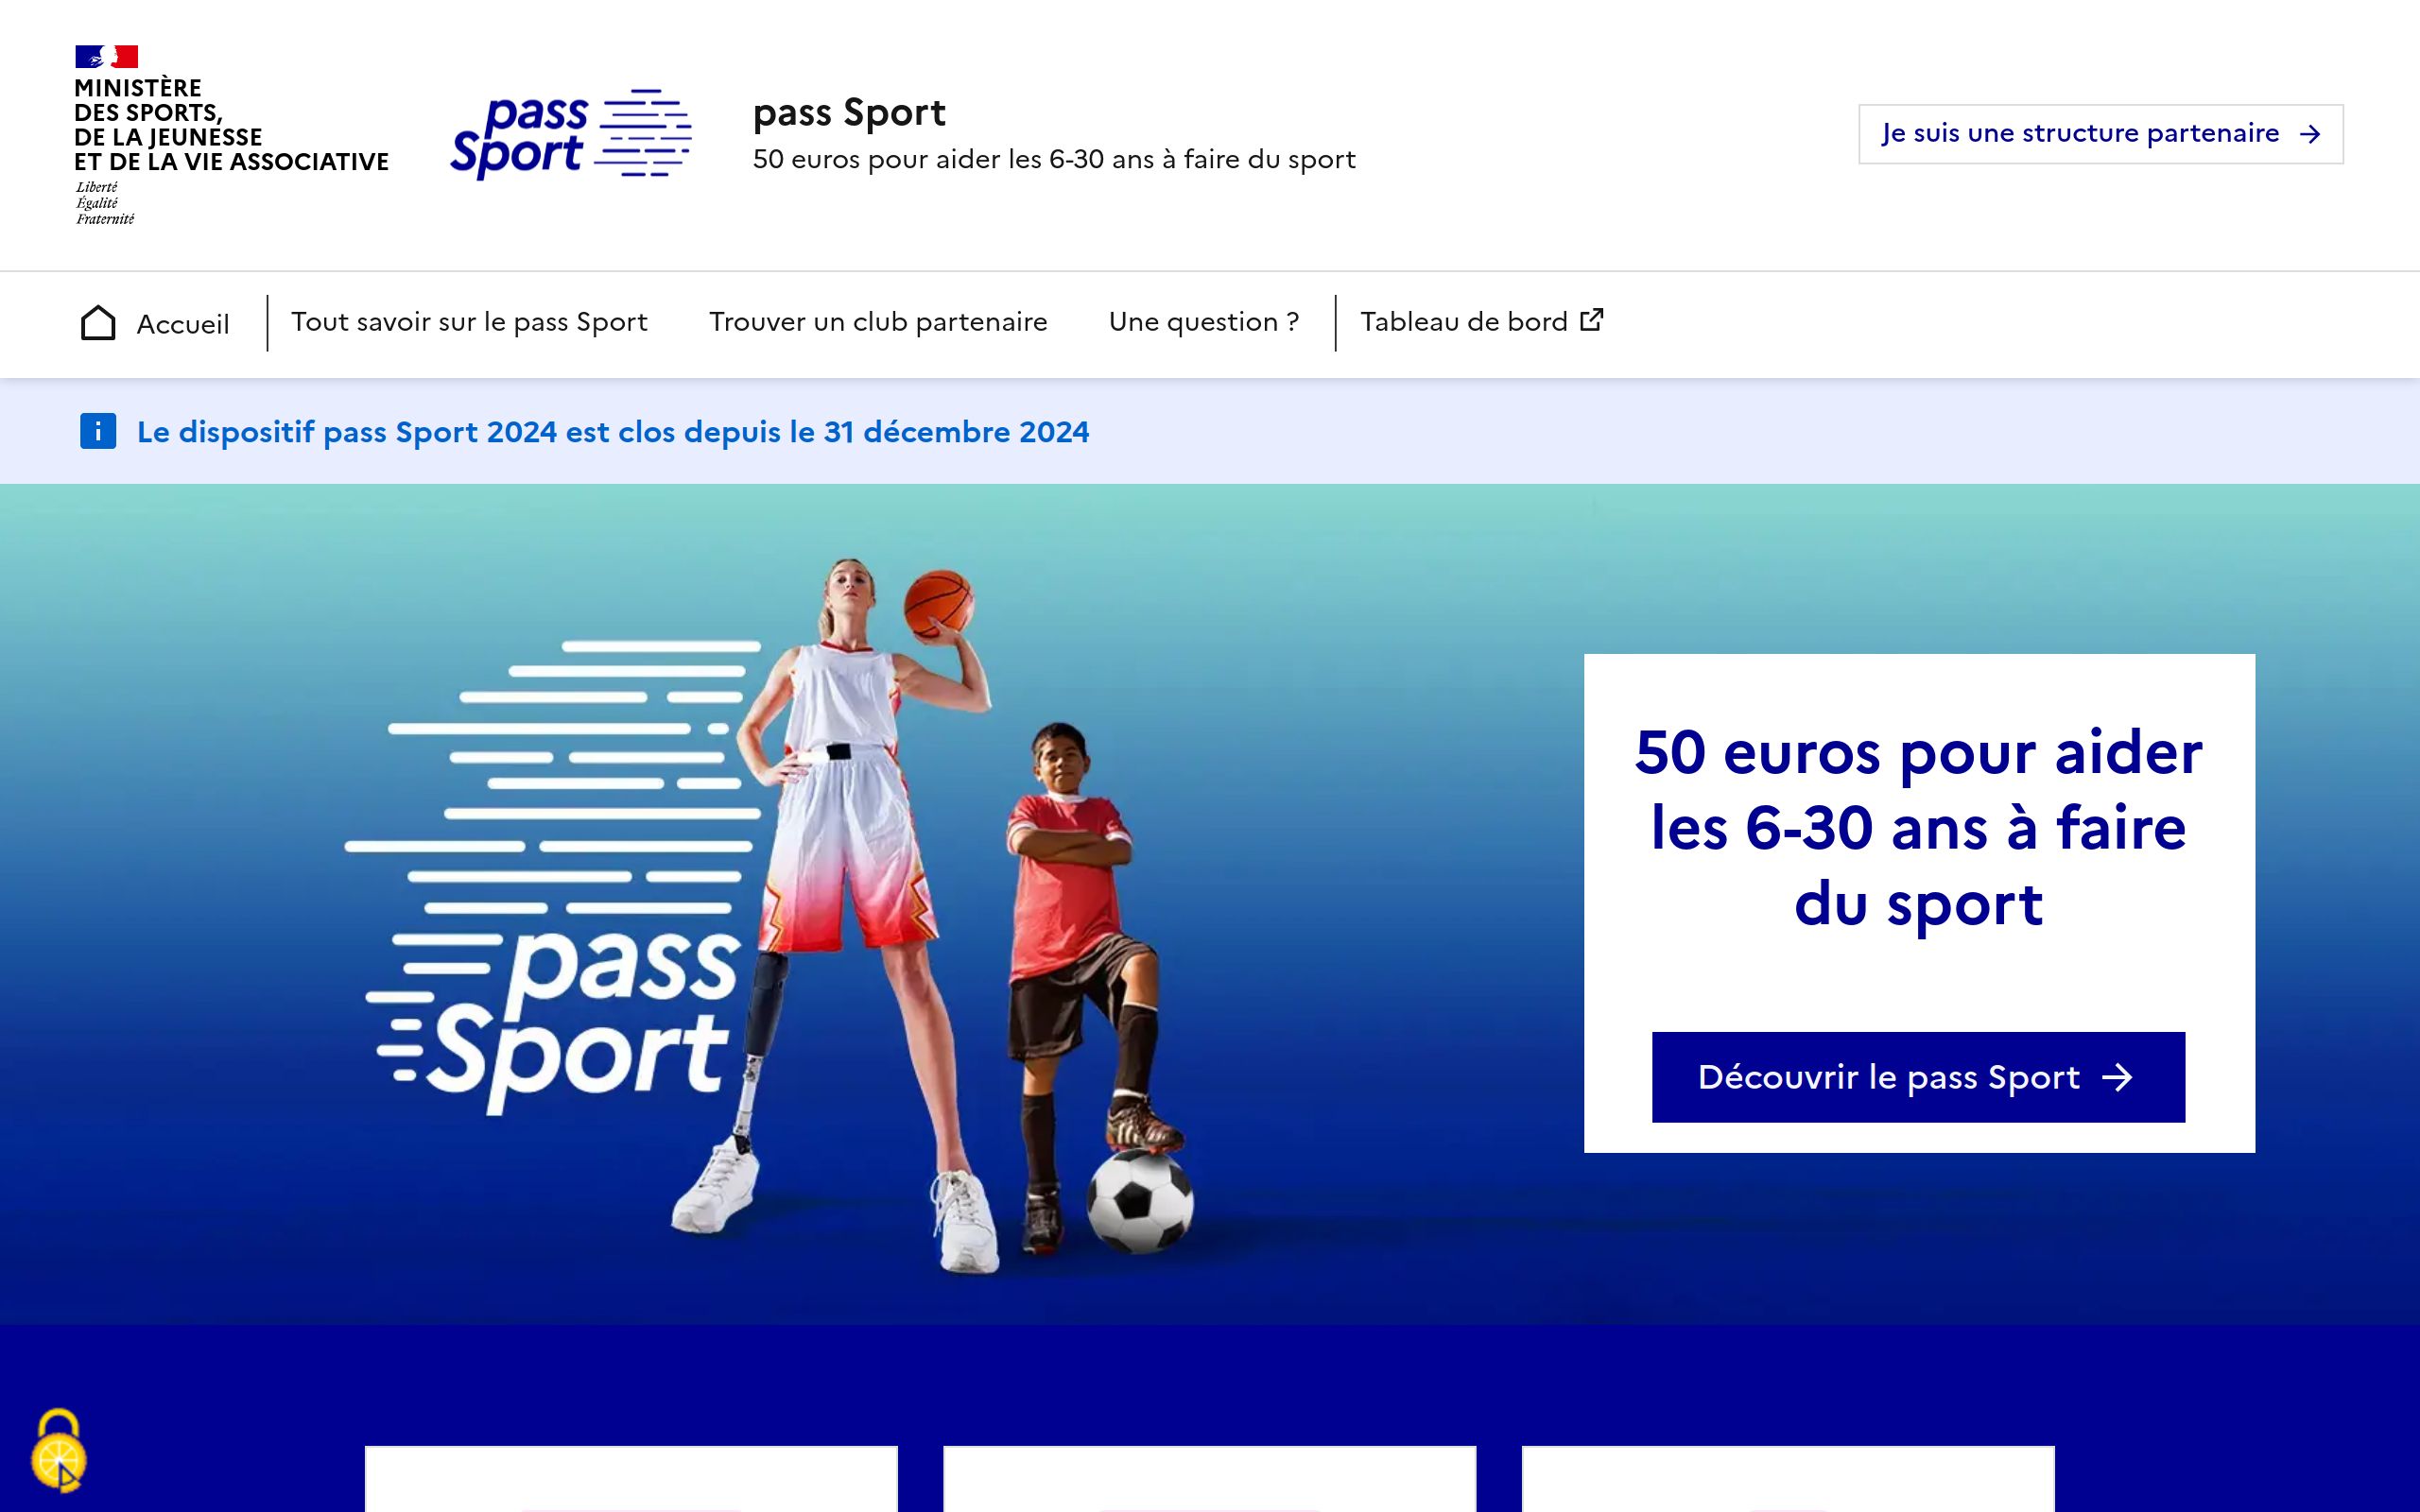 MINISTÈRE
DES SPORTS,
DE LA JEUNESSE
ET DE LA VIE ASSOCIATIVE
Liberté
Égalité
Fraternité
pass
Sport
pass Sport
50 euros pour aider les 6-30 ans à faire du sport
Je suis une structure partenaire
Accueil
Tout savoir sur le pass Sport
Trouver un club partenaire
Une question ?
Tableau de bord
Le dispositif pass Sport 2024 est clos depuis le 31 décembre 2024
pass
Sport
50 euros pour aider
les 6-30 ans à faire
du sport
Découvrir le pass Sport